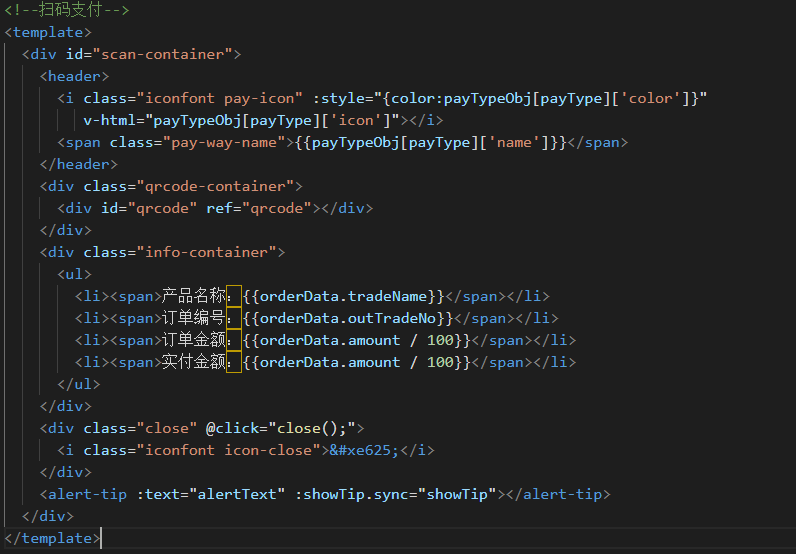 <!--扫码支付-->
<template>
  <div id="scan-container">
    <header>
      <i class="iconfont pay-icon" :style="{color:payTypeObj[payType]['color']}"
         v-html="payTypeObj[payType]['icon']"></i>
      <span class="pay-way-name">{{payTypeObj[payType]['name']}}</span>
    </header>
    <div class="qrcode-container">
      <div id="qrcode" ref="qrcode"></div>
    </div>
    <div class="info-container">
      <ul>
        <li><span>产品名称：{{orderData.tradeName}}</span></li>
        <li><span>订单编号：{{orderData.outTradeNo}}</span></li>
        <li><span>订单金额：{{orderData.amount / 100}}</span></li>
        <li><span>实付金额：{{orderData.amount / 100}}</span></li>
      </ul>
    </div>
    <div class="close" @click="close();">
      <i class="iconfont icon-close">&#xe625;</i>
    </div>
    <alert-tip :text="alertText" :showTip.sync="showTip"></alert-tip>
  </div>
</template>